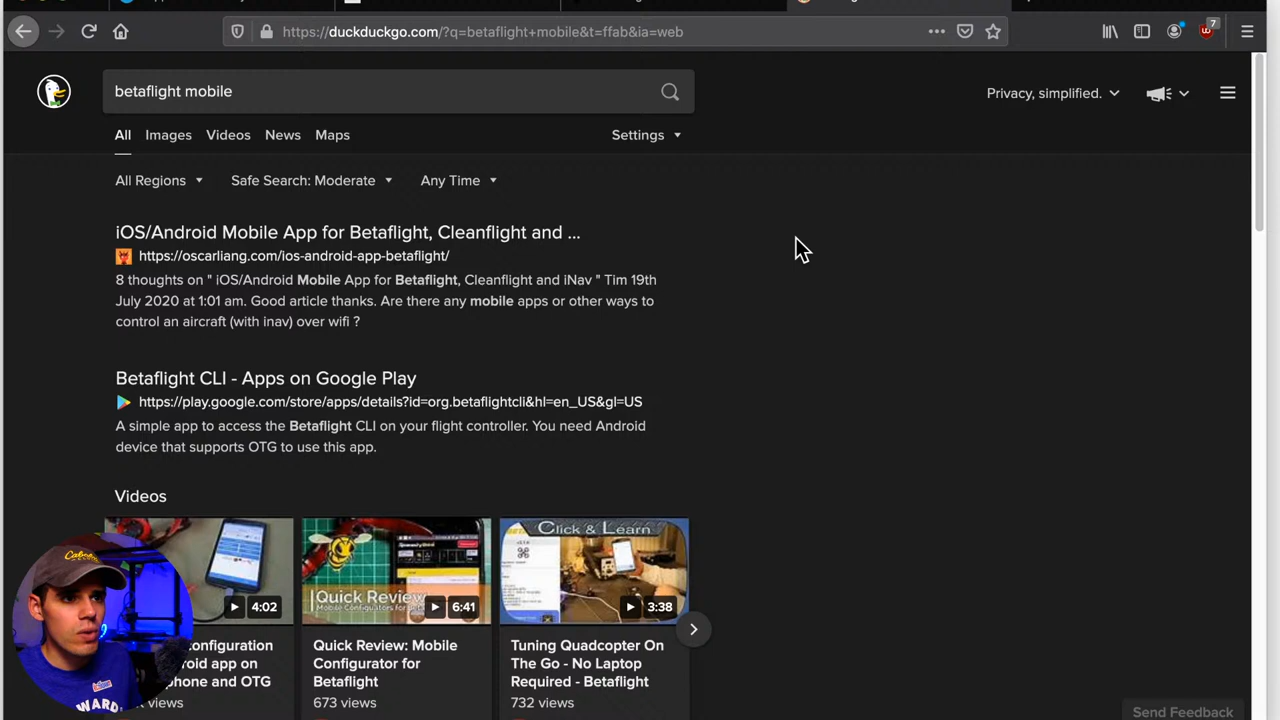 https://duckduckgo.com/?q=betaflight+mobile&t=ffab&ia=web
7
betaflight mobile
Privacy, simplified.
All Images Videos News Maps Settings
All Regions Safe Search: Moderate Any Time
iOS/Android Mobile App for Betaflight, Cleanflight and ...
https://oscarliang.com/ios-android-app-betaflight/
8 thoughts on " iOS/Android Mobile App for Betaflight, Cleanflight and iNav " Tim 19th
July 2020 at 1:01 am. Good article thanks. Are there any mobile apps or other ways to
control an aircraft (with inav) over wifi ?
Betaflight CLI - Apps on Google Play
https://play.google.com/store/apps/details?id=org.betaflightcli&hl=en_US&gl=US
A simple app to access the Betaflight CLI on your flight controller. You need Android
device that supports OTG to use this app.
Videos
4:02
Quick Review
Mobile Configurators for
6:41
Click & Learn
3:38
app on
phone and OTG
views
Quick Review: Mobile
Configurator for
Betaflight
673 views
Tuning Quadcopter On
The Go - No Laptop
Required - Betaflight
732 views
WARD
Send Feedback